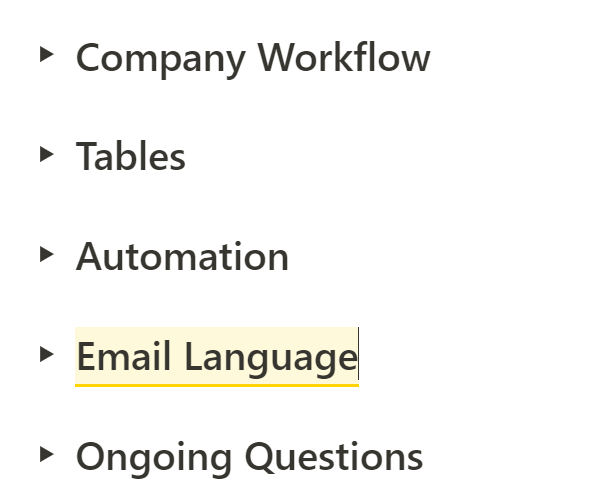 Company Workflow
Tables
Automation
Email Language
Ongoing Questions